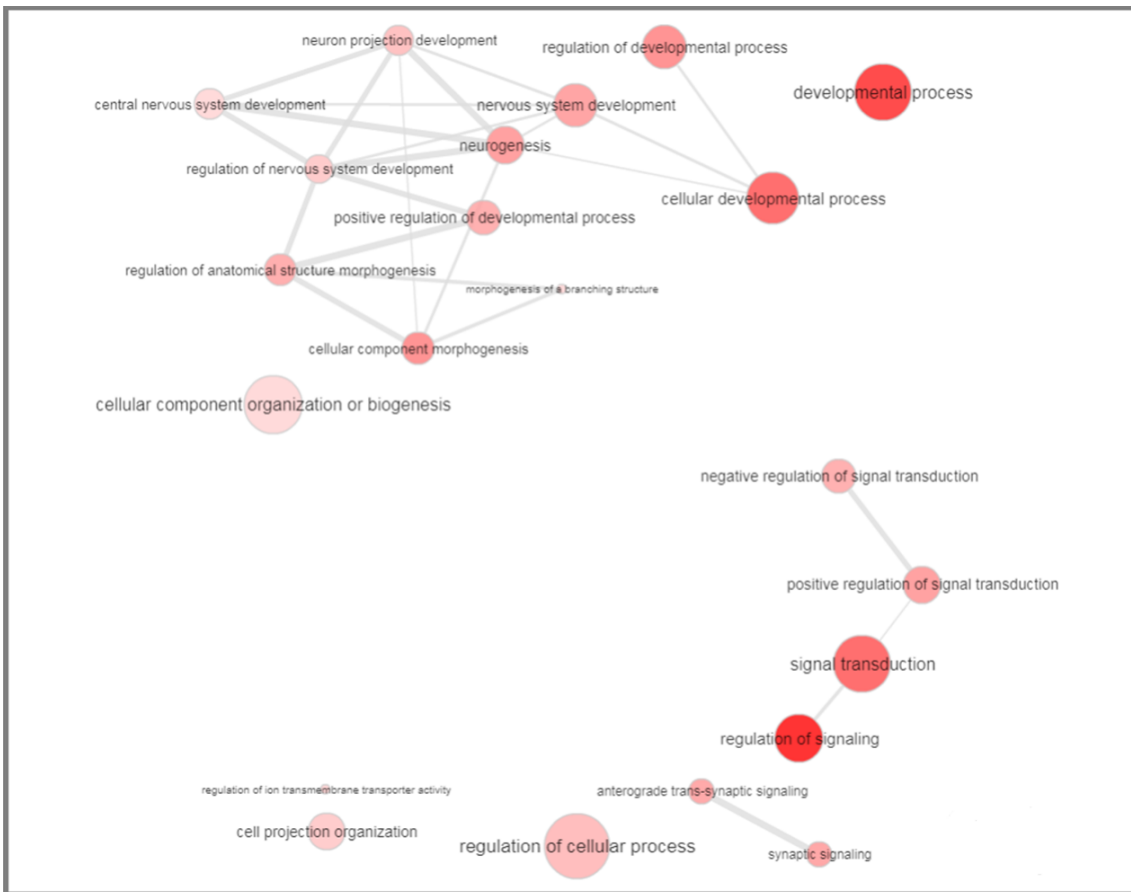 neuron projection development
regulation of developmental process
developmental process
central nervous system development
nervous system development
neurogenesis
regulation of nervous system development
cellular developmental process
positive regulation of developmental process
regulation of anatomical structure morphogenesis
morphogenesis of a branching structure
cellular component morphogenesis
cellular component organization or biogenesis
negative regulation of signal transduction
positive regulation of signal transduction
signal transduction
regulation of signaling
regulation of ion transmembrane transporter activity
anterograde trans-synaptic signaling
cell projection organization
regulation of cellular process
synaptic signaling